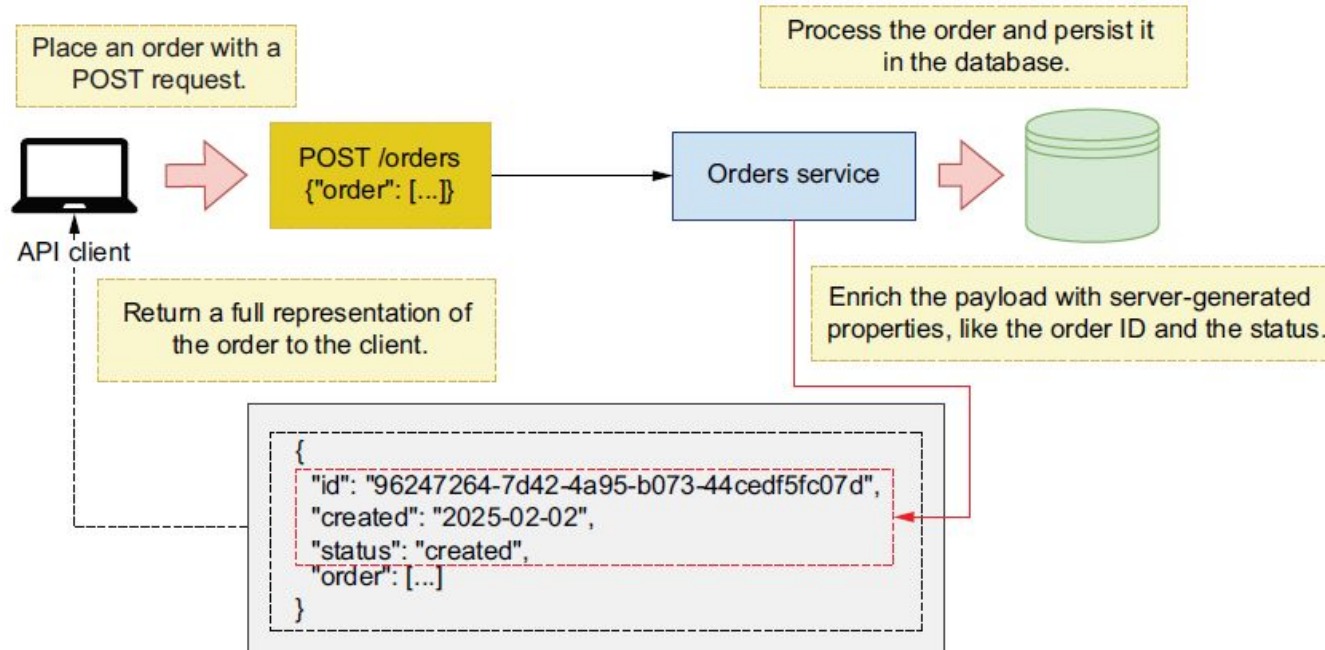 Place an order with a
POST request.
Process the order and persist it
in the database.
POST /orders
{"order": [...]}
Orders service
API client
Return a full representation of
the order to the client.
Enrich the payload with server-generated
properties, like the order ID and the status.
{
"id": "96247264-7d42-4a95-b073-44cedf5fc07d",
"created": "2025-02-02",
"status": "created",
"order": [...]
}